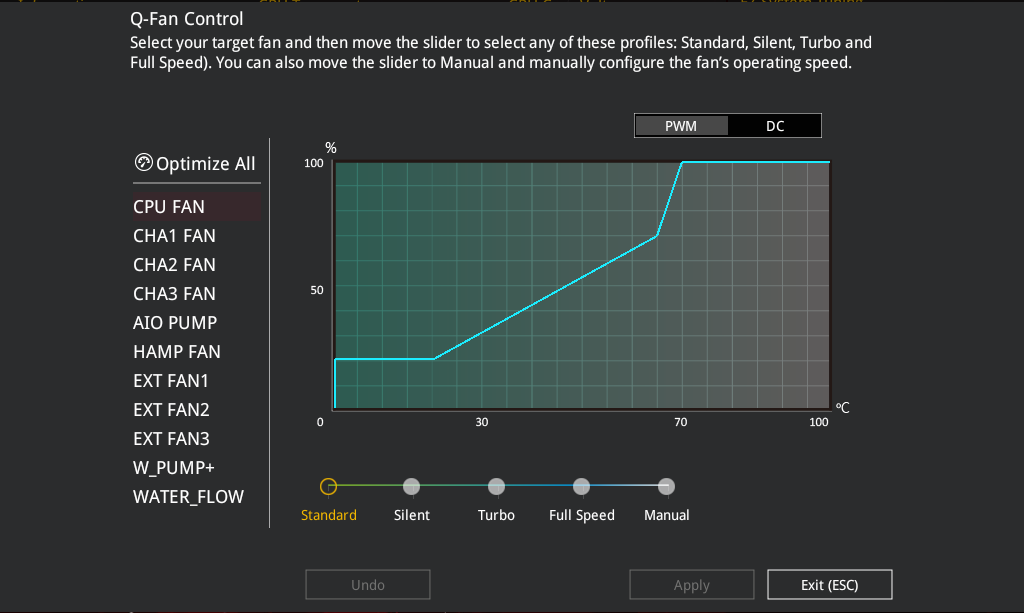 Q-Fan Control
Select your target fan and then move the slider to select any of these profiles: Standard, Silent, Turbo and
Full Speed). You can also move the slider to Manual and manually configure the fan's operating speed.
PWM DC
Optimize All
CPU FAN
CHA1 FAN
CHA2 FAN
CHA3 FAN
AIO PUMP
HAMP FAN
EXT FAN1
EXT FAN2
EXT FAN3
W_PUMP+
WATER_FLOW
%
100
50
0 30 70 100
ºC
Standard Silent Turbo Full Speed Manual
Undo Apply Exit (ESC)